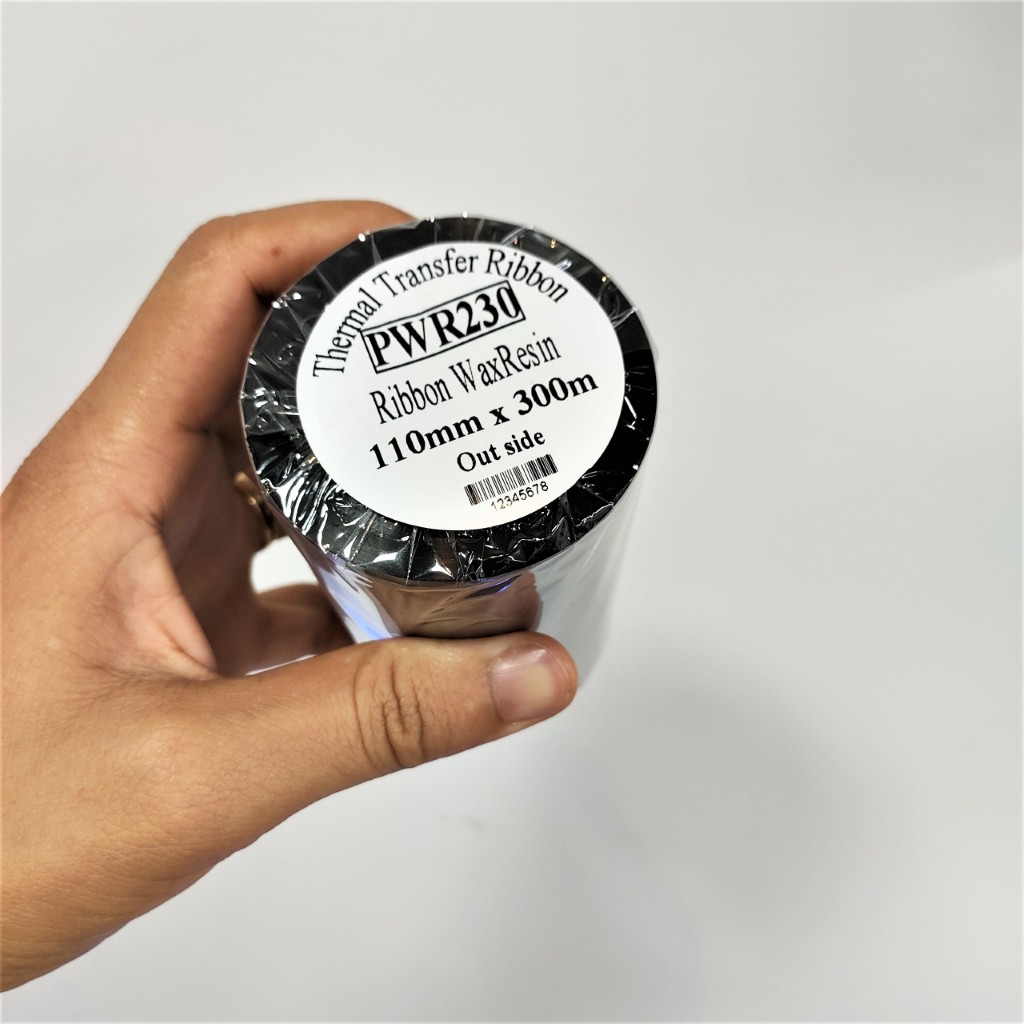 Thermal Transfer Ribbon
PWR230
Ribbon WaxResin
110mm x 300m
Out side
12345678